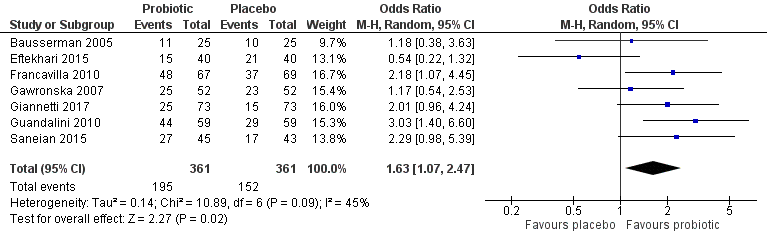 Probiotic Placebo Odds Ratio Odds Ratio
Study or Subgroup Events Total Events Total Weight M-H, Random, 95% CI M-H, Random, 95% CI
Bausserman 2005 11 25 10 25 9.7% 1.18 [0.38, 3.63]
Eftekhari 2015 15 40 21 40 13.1% 0.54 [0.22, 1.32]
Francavilla 2010 48 67 37 69 17.0% 2.18 [1.07, 4.45]
Gawronska 2007 25 52 23 52 15.6% 1.17 [0.54, 2.53]
Giannetti 2017 25 73 15 73 16.6% 2.01 [0.96, 4.24]
Guandalini 2010 44 59 29 59 15.2% 3.03 [1.40, 6.60]
Saneian 2015 27 45 17 43 13.8% 2.29 [0.98, 5.39]
Total (95% CI) 361 361 100.0% 1.63 [1.07, 2.47]
Total events 195 152
Heterogeneity: Tau² = 0.14; Chi² = 10.89, df = 6 (P = 0.09); I² = 45%
Test for overall effect: Z = 2.27 (P = 0.02)
0.2 0.5 1 2 5
Favours placebo Favours probiotic